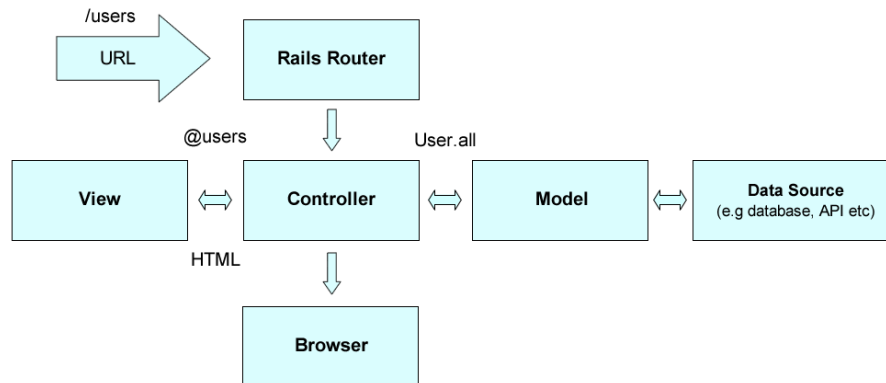 /users
URL
Rails Router
@users
User.all
View
Controller
Model
Data Source
(e.g database, API etc)
HTML
Browser